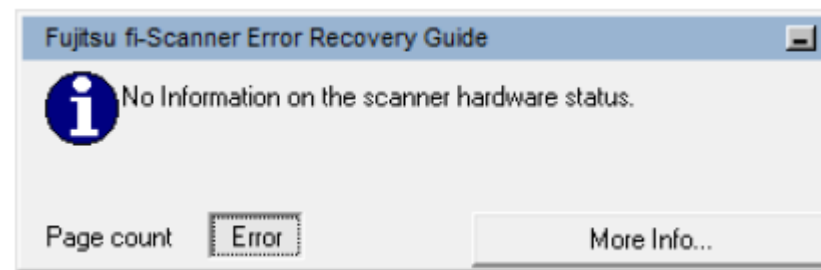 Fujitsu fi-Scanner Error Recovery Guide
No Information on the scanner hardware status.
Page count Error More Info...